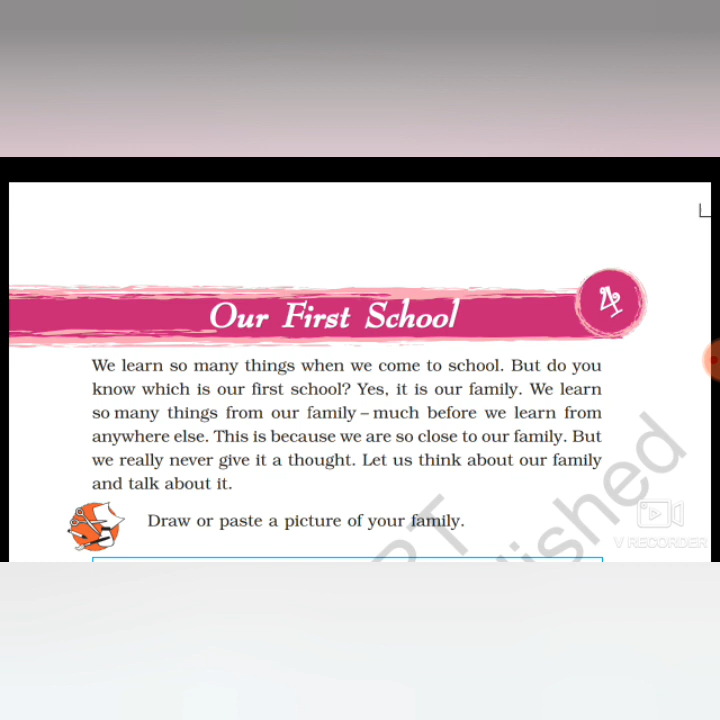 Our First School
4
We learn so many things when we come to school. But do you
know which is our first school? Yes, it is our family. We learn
so many things from our family – much before we learn from
anywhere else. This is because we are so close to our family. But
we really never give it a thought. Let us think about our family
and talk about it.
Draw or paste a picture of your family.
V RECORDER